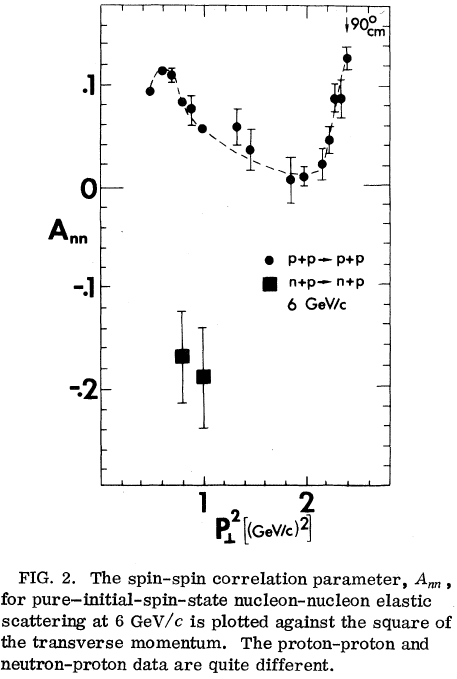 90°cm
.1
0
Ann
-.1
-.2
● p+p→p+p
■ n+p→n+p
6 GeV/c
1 2
P⊥² [(GeV/c)²]
FIG. 2. The spin-spin correlation parameter, Ann ,
for pure-initial-spin-state nucleon-nucleon elastic
scattering at 6 GeV/c is plotted against the square of
the transverse momentum. The proton-proton and
neutron-proton data are quite different.